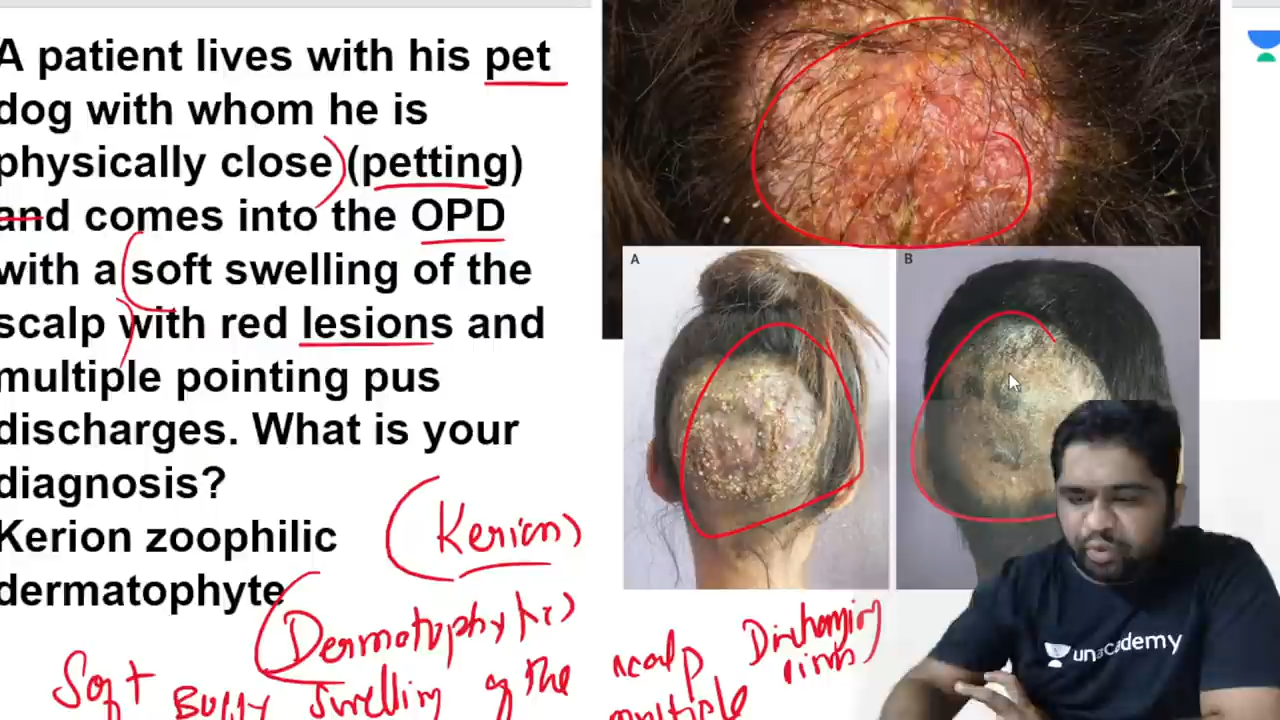 A patient lives with his pet
dog with whom he is
physically close (petting)
and comes into the OPD
with a soft swelling of the
scalp with red lesions and
multiple pointing pus
discharges. What is your
diagnosis?
Kerion zoophilic
dermatophyte
(Kerion)
Dermatophytes
Soft Boggy swelling of the scalp Discharging
multiple sinus
A
B
unacademy